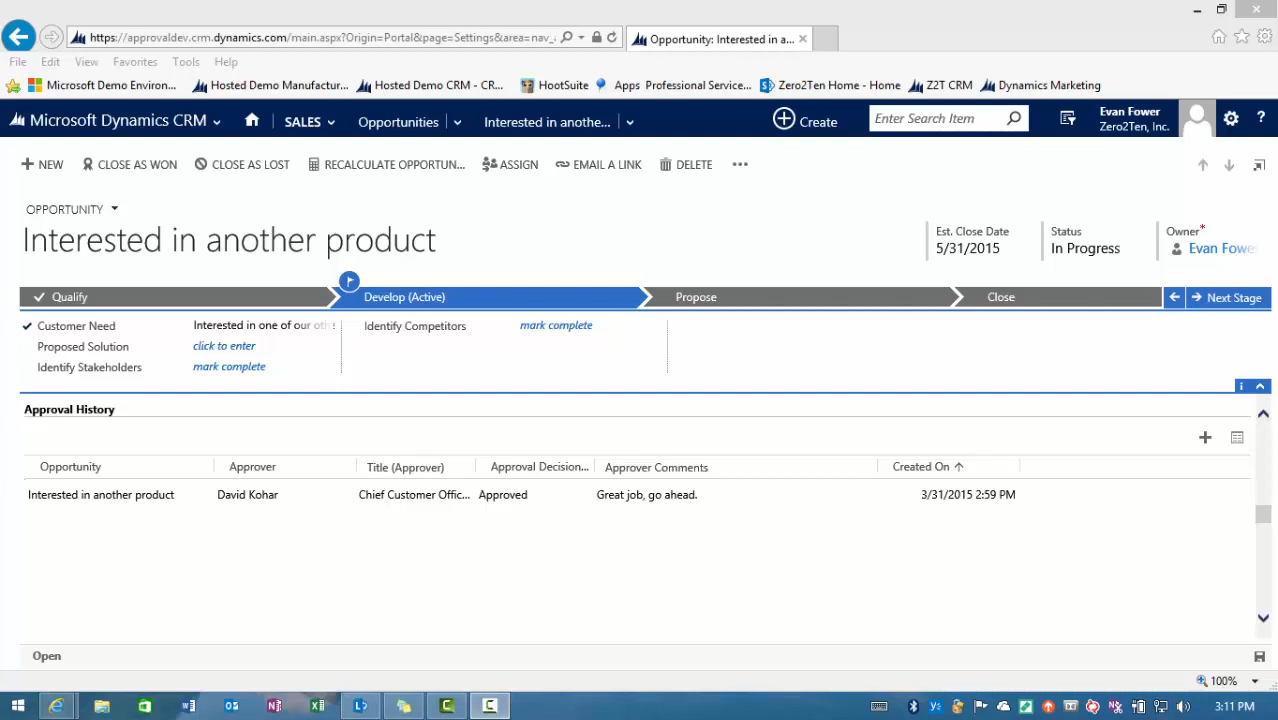 https://approvaldev.crm.dynamics.com/main.aspx?Origin=Portal&page=Settings&area=nav_
Opportunity: Interested in a...
File Edit View Favorites Tools Help
Microsoft Demo Environ... Hosted Demo Manufactur... Hosted Demo CRM - CR... HootSuite Apps Professional Service... Zero2Ten Home - Home Z2T CRM Dynamics Marketing
Microsoft Dynamics CRM SALES Opportunities Interested in anothe... Create Enter Search Item Evan Fower ?
Zero2Ten, Inc.
NEW CLOSE AS WON CLOSE AS LOST RECALCULATE OPPORTUN... ASSIGN EMAIL A LINK DELETE ...
OPPORTUNITY
Interested in another product
Est. Close Date Status Owner*
5/31/2015 In Progress Evan Fowe
Qualify Develop (Active) Propose Close Next Stage
Customer Need Interested in one of our othe Identify Competitors mark complete
Proposed Solution click to enter
Identify Stakeholders mark complete
i
Approval History
Opportunity Approver Title (Approver) Approval Decision... Approver Comments Created On
Interested in another product David Kohar Chief Customer Offic... Approved Great job, go ahead. 3/31/2015 2:59 PM
Open
100%
3:11 PM